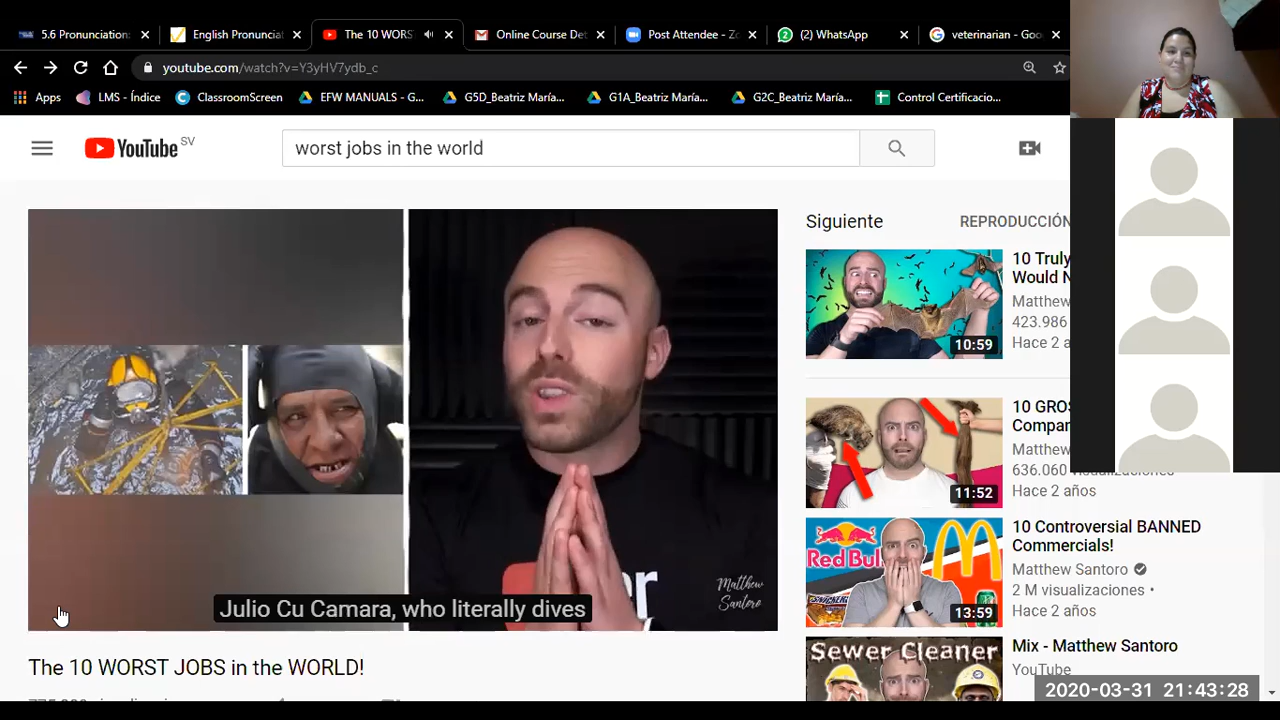 5.6 Pronunciation:
English Pronuncia
The 10 WORS
Online Course Det
Post Attendee - Zo
(2) WhatsApp
veterinarian - Goo
youtube.com/watch?v=Y3yHV7ydb_c
Apps
LMS - Índice
ClassroomScreen
EFW MANUALS - G...
G5D_Beatriz María...
G1A_Beatriz María...
G2C_Beatriz María...
Control Certificacio...
YouTube SV
worst jobs in the world
Siguiente
REPRODUCCIÓN
10 Truly
Would N
Matthew
423.986
Hace 2 a
10:59
10 GROS
Compan
Matthew
636.060 visualizaciones
Hace 2 años
11:52
10 Controversial BANNED
Commercials!
Matthew Santoro
2 M visualizaciones •
Hace 2 años
Red Bull
SNICKERS
13:59
Mix - Matthew Santoro
YouTube
Sewer Cleaner
Matthew
Santoro
Julio Cu Camara, who literally dives
The 10 WORST JOBS in the WORLD!
2020-03-31 21:43:28